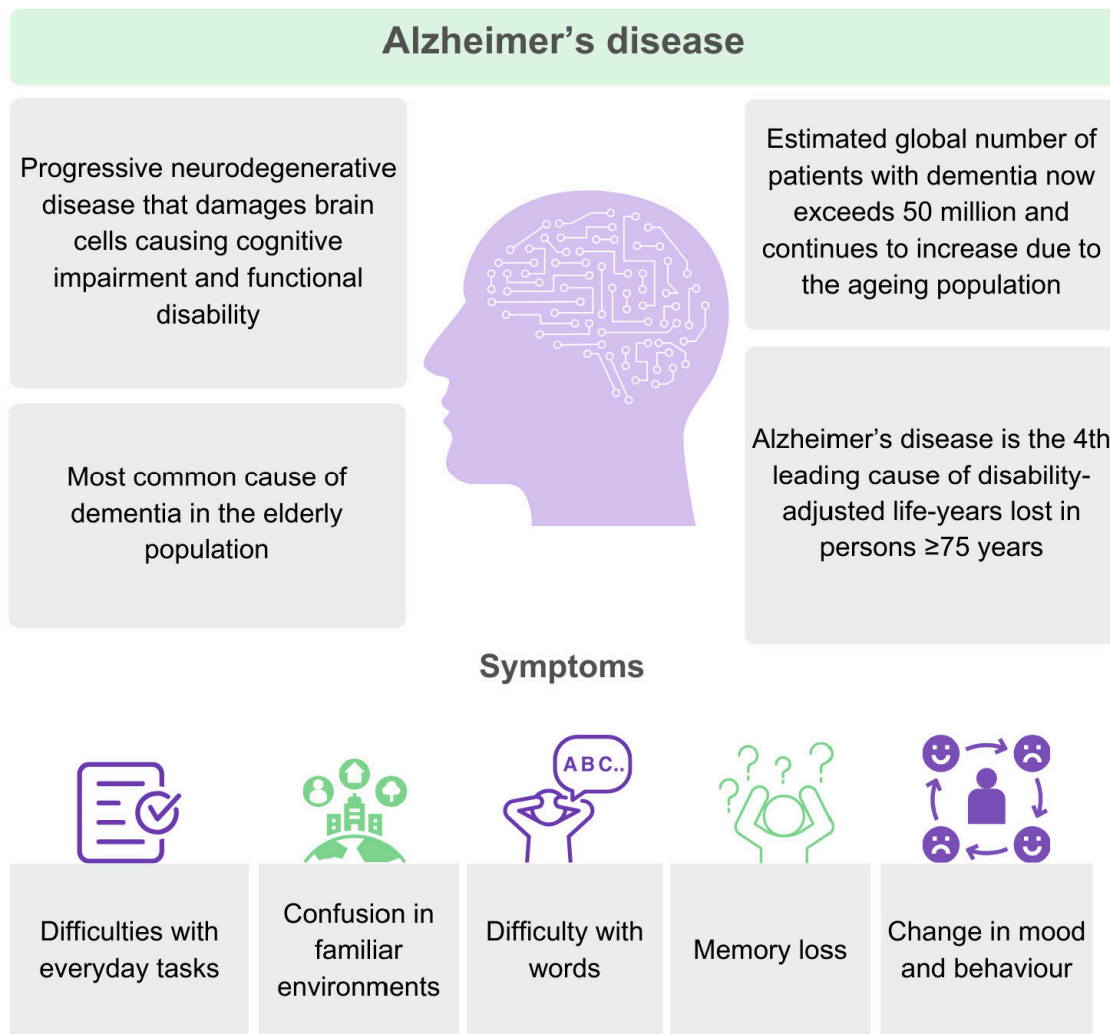 Alzheimer’s disease
Progressive neurodegenerative
disease that damages brain
cells causing cognitive
impairment and functional
disability
Most common cause of
dementia in the elderly
population
Estimated global number of
patients with dementia now
exceeds 50 million and
continues to increase due to
the ageing population
Alzheimer’s disease is the 4th
leading cause of disability-
adjusted life-years lost in
persons ≥75 years
Symptoms
ABC..
? ? ? ?
Difficulties with
everyday tasks
Confusion in
familiar
environments
Difficulty with
words
Memory loss
Change in mood
and behaviour